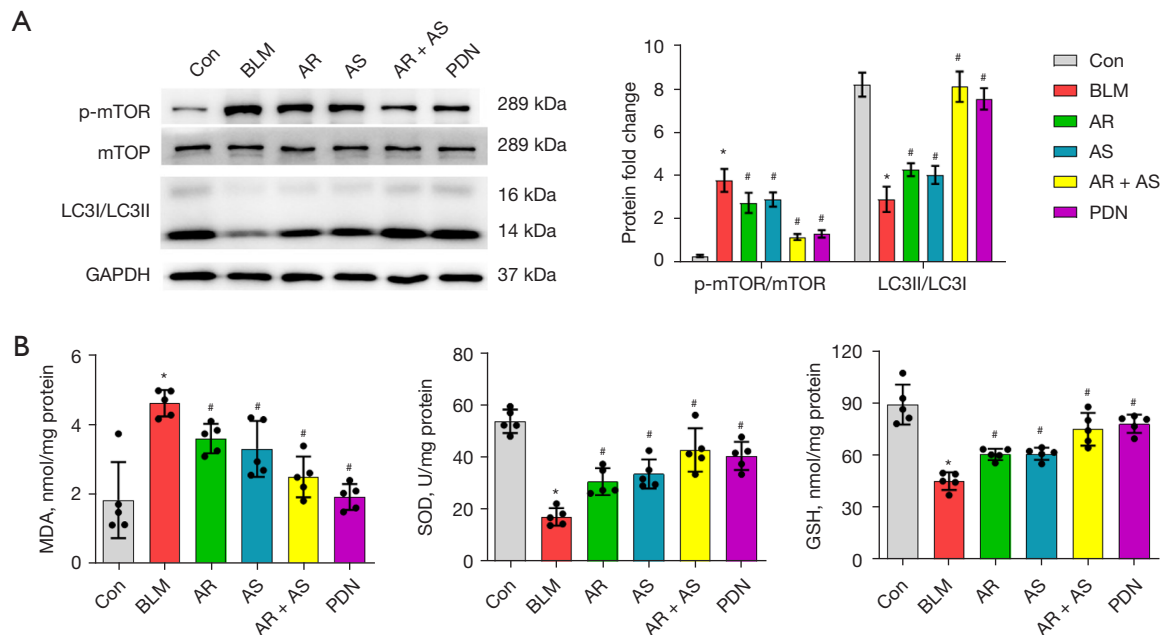 A
Con BLM AR AS AR + AS PDN
p-mTOR 289 kDa
mTOP 289 kDa
16 kDa
LC3I/LC3II
14 kDa
GAPDH 37 kDa
Protein fold change
10
8
6
4
2
0
* # # # # * # # # #
p-mTOR/mTOR LC3II/LC3I
Con
BLM
AR
AS
AR + AS
PDN
B
MDA, nmol/mg protein
6
4
2
0
* # # # #
Con BLM AR AS AR + AS PDN
SOD, U/mg protein
80
60
40
20
0
* # # # #
Con BLM AR AS AR + AS PDN
GSH, nmol/mg protein
120
90
60
30
0
* # # # #
Con BLM AR AS AR + AS PDN